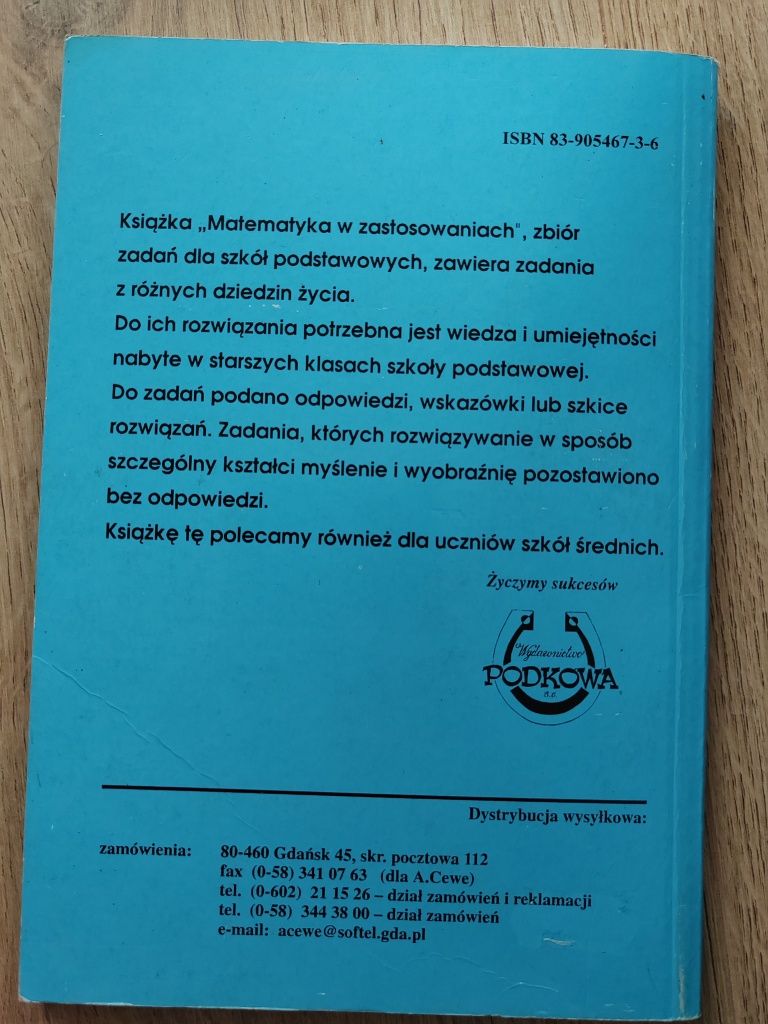 ISBN 83-905467-3-6
Książka „Matematyka w zastosowaniach", zbiór
zadań dla szkół podstawowych, zawiera zadania
z różnych dziedzin życia.
Do ich rozwiązania potrzebna jest wiedza i umiejętności
nabyte w starszych klasach szkoły podstawowej.
Do zadań podano odpowiedzi, wskazówki lub szkice
rozwiązań. Zadania, których rozwiązywanie w sposób
szczególny kształci myślenie i wyobraźnię pozostawiono
bez odpowiedzi.
Książkę tę polecamy również dla uczniów szkół średnich.
Życzymy sukcesów
Wydawnictwo
PODKOWA
s.c.
Dystrybucja wysyłkowa:
zamówienia: 80-460 Gdańsk 45, skr. pocztowa 112
fax (0-58) 341 07 63 (dla A.Cewe)
tel. (0-602) 21 15 26 – dział zamówień i reklamacji
tel. (0-58) 344 38 00 – dział zamówień
e-mail: acewe@softel.gda.pl